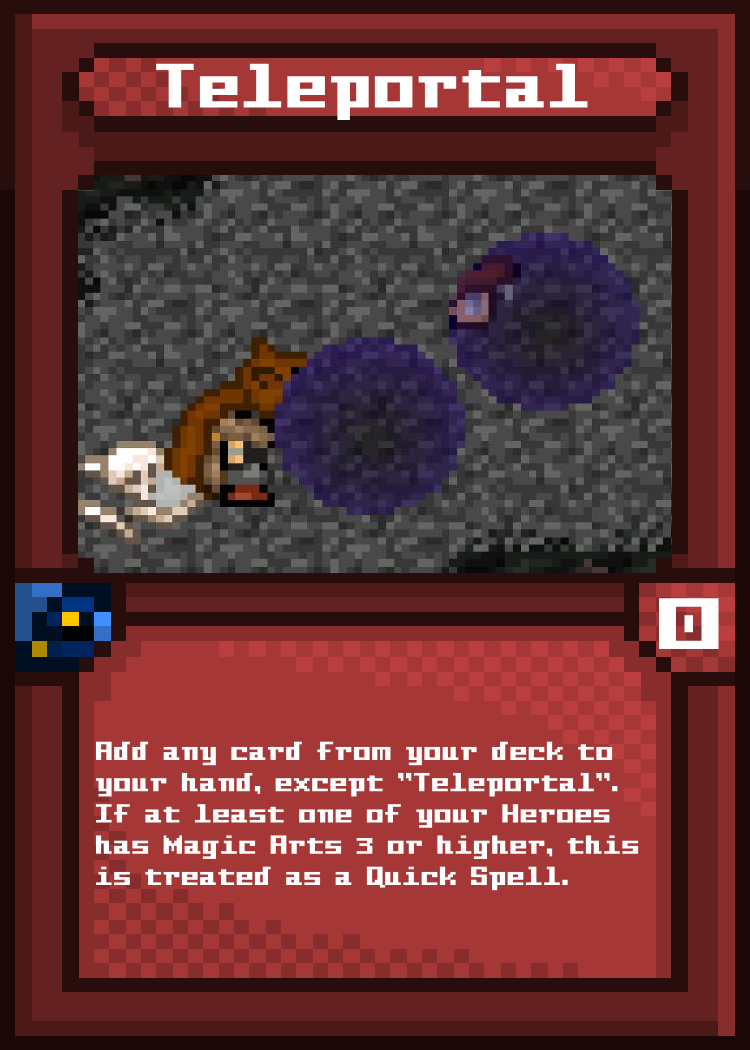 Teleportal
0
Add any card from your deck to
your hand, except "Teleportal".
If at least one of your Heroes
has Magic Arts 3 or higher, this
is treated as a Quick Spell.